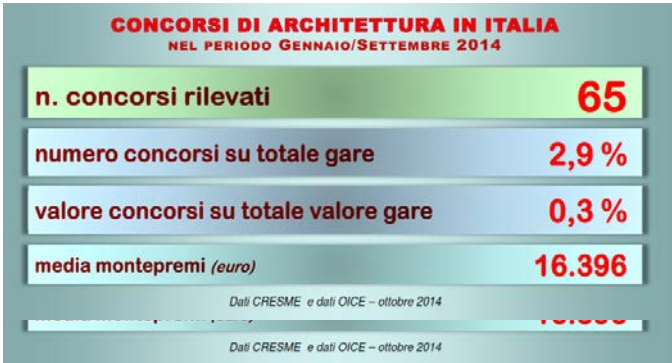 CONCORSI DI ARCHITETTURA IN ITALIA
NEL PERIODO GENNAIO/SETTEMBRE 2014
n. concorsi rilevati 65
numero concorsi su totale gare 2,9 %
valore concorsi su totale valore gare 0,3 %
media montepremi (euro) 16.396
Dati CRESME e dati OICE – ottobre 2014
Dati CRESME e dati OICE – ottobre 2014